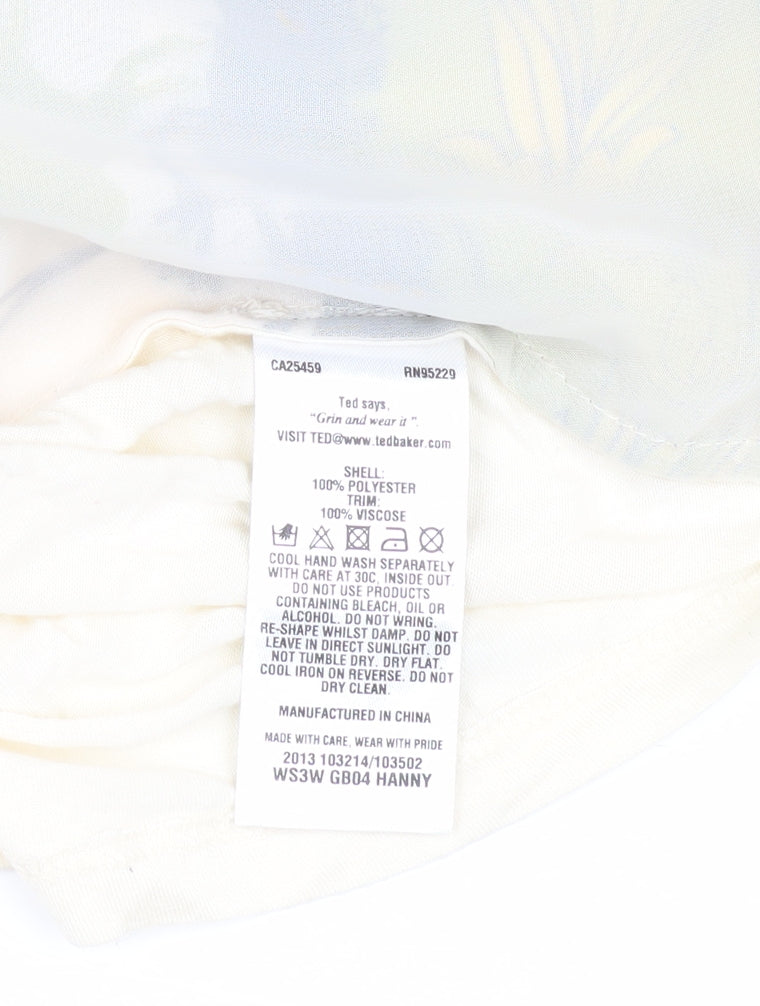 CA25459 RN95229
Ted says,
"Grin and wear it ".
VISIT TED@www.tedbaker.com
SHELL:
100% POLYESTER
TRIM:
100% VISCOSE
COOL HAND WASH SEPARATELY
WITH CARE AT 30C, INSIDE OUT
DO NOT USE PRODUCTS
CONTAINING BLEACH, OIL OR
ALCOHOL. DO NOT WRING.
RE-SHAPE WHILST DAMP. DO NOT
LEAVE IN DIRECT SUNLIGHT. DO
NOT TUMBLE DRY. DRY FLAT.
COOL IRON ON REVERSE. DO NOT
DRY CLEAN.
MANUFACTURED IN CHINA
MADE WITH CARE, WEAR WITH PRIDE
2013 103214/103502
WS3W GB04 HANNY